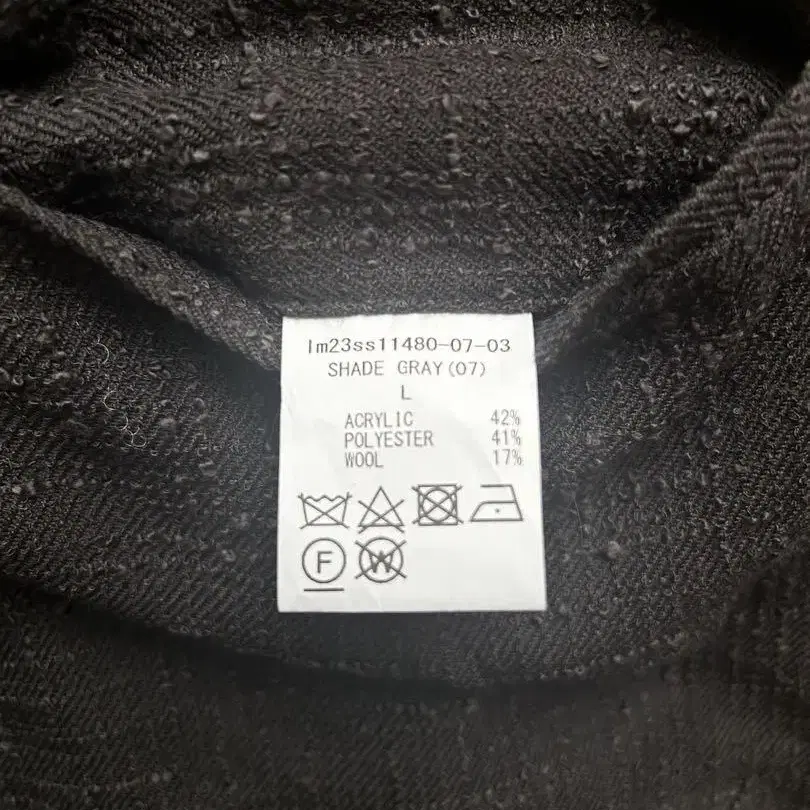 lm23ss11480-07-03
SHADE GRAY(07)
L
ACRYLIC 42%
POLYESTER 41%
WOOL 17%
F W